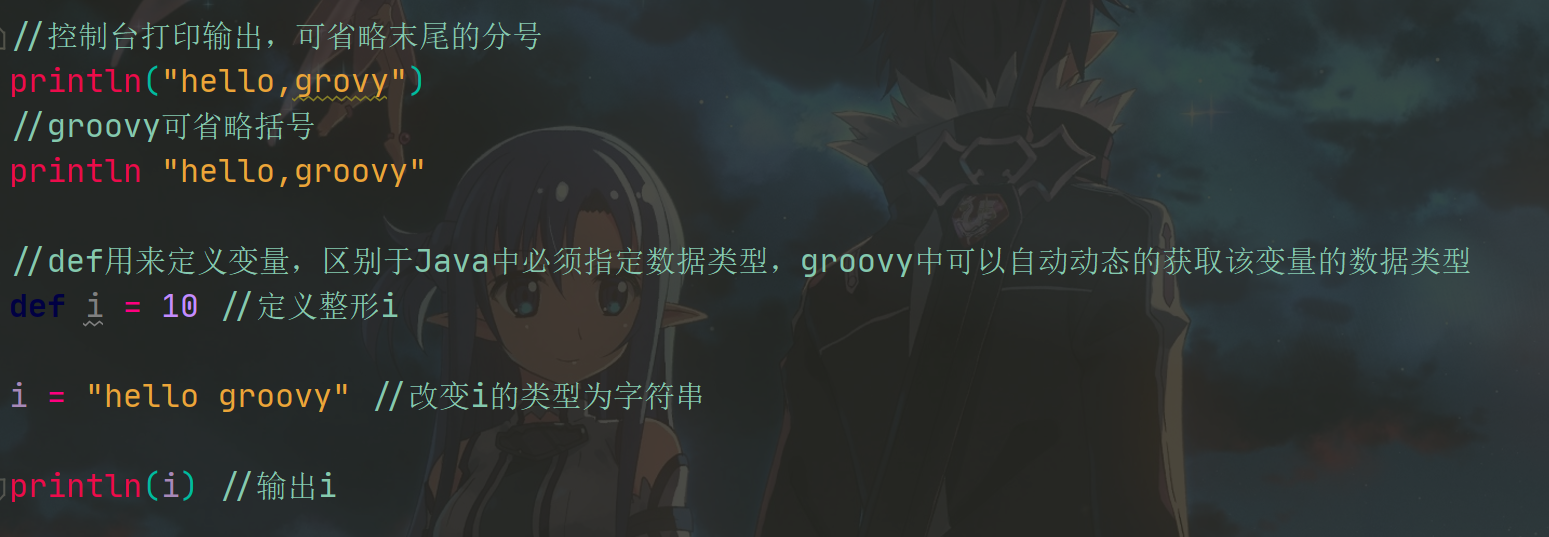 //控制台打印输出，可省略末尾的分号
println("hello,grovy")
//groovy可省略括号
println "hello,groovy"
//def用来定义变量，区别于Java中必须指定数据类型，groovy中可以自动动态的获取该变量的数据类型
def i = 10 //定义整形i
i = "hello groovy" //改变i的类型为字符串
println(i) //输出i